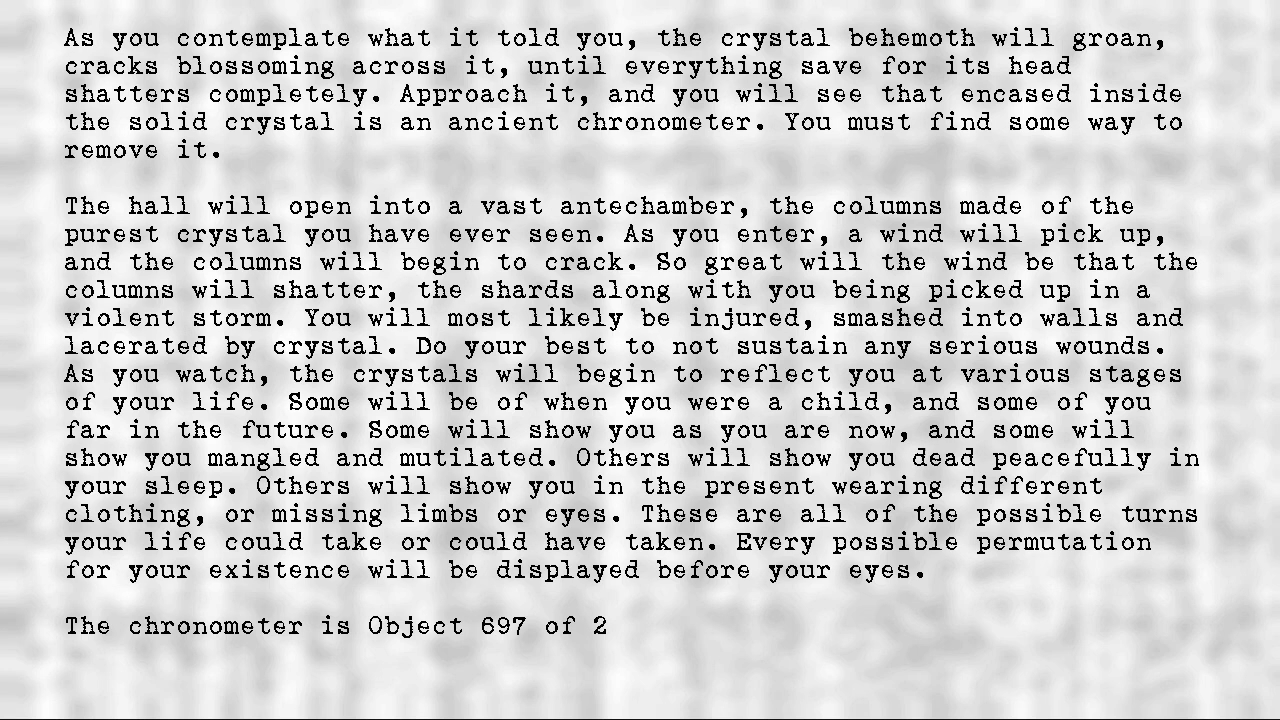 As you contemplate what it told you, the crystal behemoth will groan,
cracks blossoming across it, until everything save for its head
shatters completely. Approach it, and you will see that encased inside
the solid crystal is an ancient chronometer. You must find some way to
remove it.
The hall will open into a vast antechamber, the columns made of the
purest crystal you have ever seen. As you enter, a wind will pick up,
and the columns will begin to crack. So great will the wind be that the
columns will shatter, the shards along with you being picked up in a
violent storm. You will most likely be injured, smashed into walls and
lacerated by crystal. Do your best to not sustain any serious wounds.
As you watch, the crystals will begin to reflect you at various stages
of your life. Some will be of when you were a child, and some of you
far in the future. Some will show you as you are now, and some will
show you mangled and mutilated. Others will show you dead peacefully in
your sleep. Others will show you in the present wearing different
clothing, or missing limbs or eyes. These are all of the possible turns
your life could take or could have taken. Every possible permutation
for your existence will be displayed before your eyes.
The chronometer is Object 697 of 2